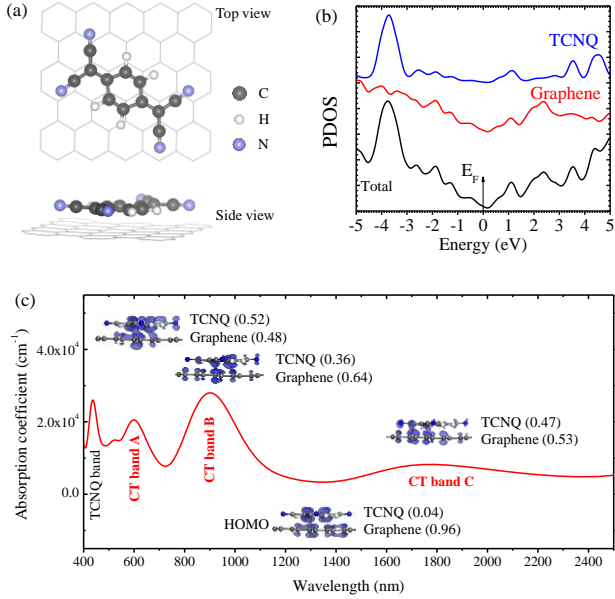 (a)
Top view
C
H
N
Side view
(b)
TCNQ
Graphene
E_F
Total
PDOS
-5 -4 -3 -2 -1 0 1 2 3 4 5
Energy (eV)
(c)
TCNQ (0.52)
Graphene (0.48)
TCNQ (0.36)
Graphene (0.64)
TCNQ (0.47)
Graphene (0.53)
HOMO
TCNQ (0.04)
Graphene (0.96)
TCNQ band
CT band A
CT band B
CT band C
Absorption coefficient (cm⁻¹)
4.0x10⁴
2.0x10⁴
0.0
400 600 800 1000 1200 1400 1600 1800 2000 2200 2400
Wavelength (nm)